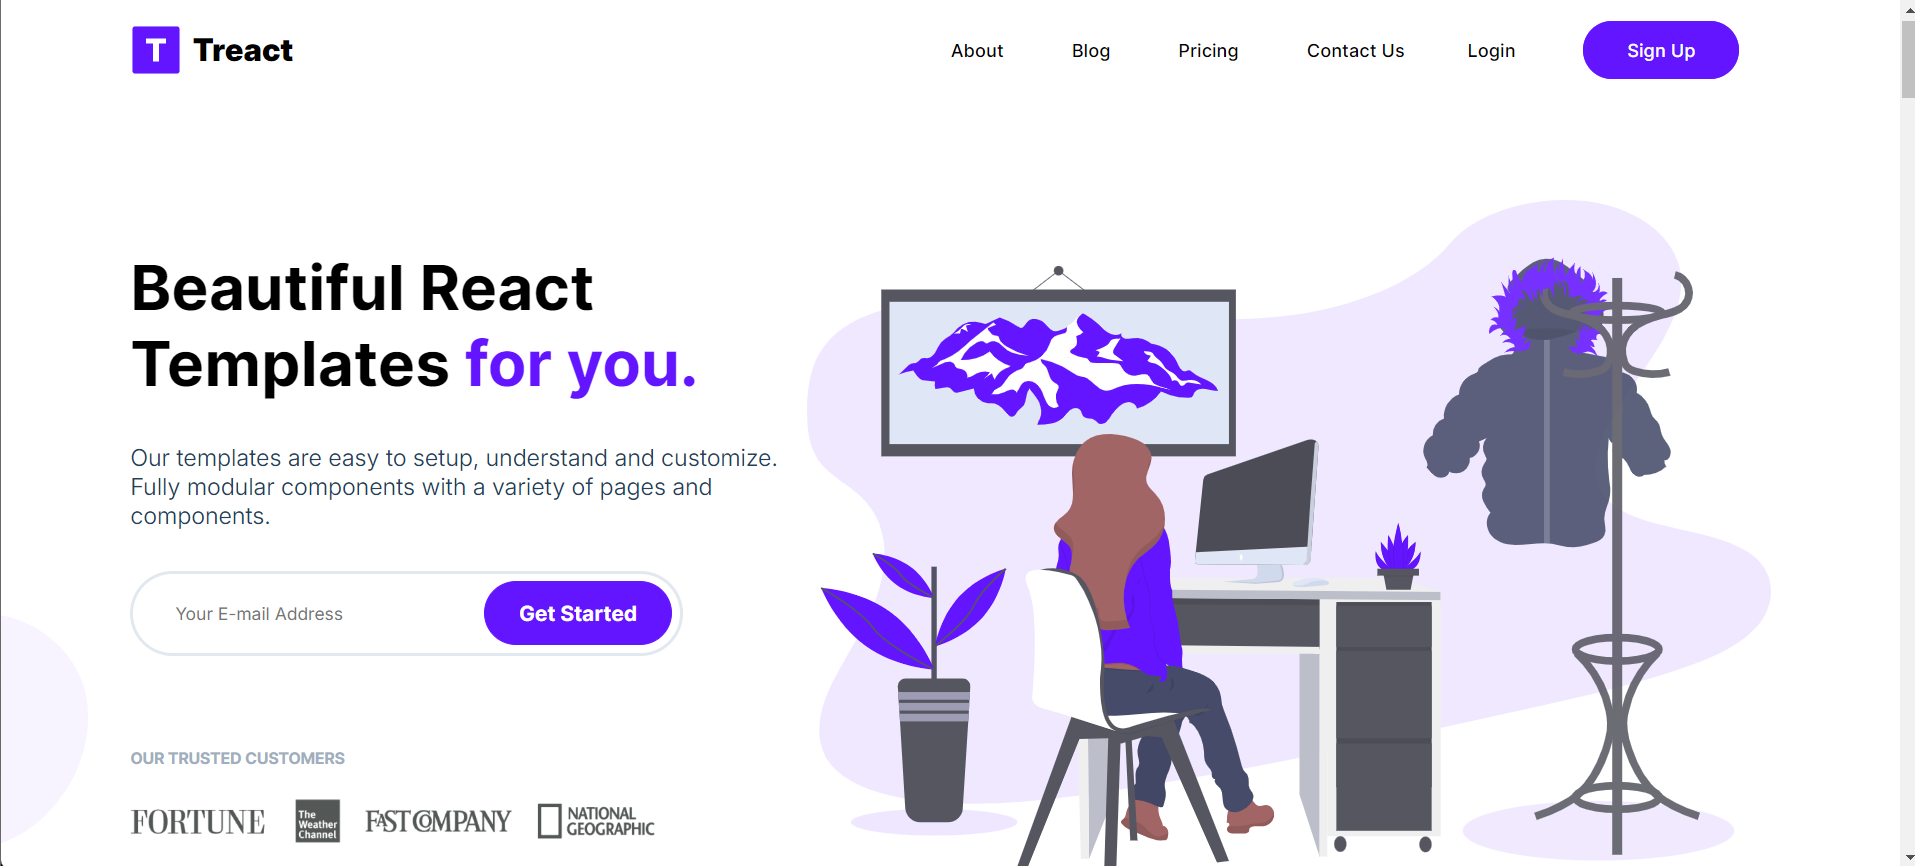 T Treact
About Blog Pricing Contact Us Login Sign Up
Beautiful React
Templates for you.
Our templates are easy to setup, understand and customize.
Fully modular components with a variety of pages and
components.
Your E-mail Address Get Started
OUR TRUSTED CUSTOMERS
FORTUNE
The
Weather
Channel
FAST COMPANY
NATIONAL
GEOGRAPHIC